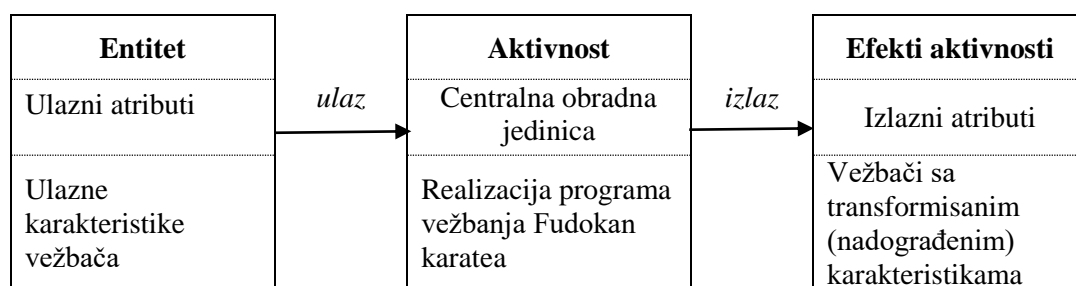 Entitet
Ulazni atributi
Ulazne
karakteristike
vežbača
ulaz
Aktivnost
Centralna obradna
jedinica
Realizacija programa
vežbanja Fudokan
karatea
izlaz
Efekti aktivnosti
Izlazni atributi
Vežbači sa
transformisanim
(nadograđenim)
karakteristikama